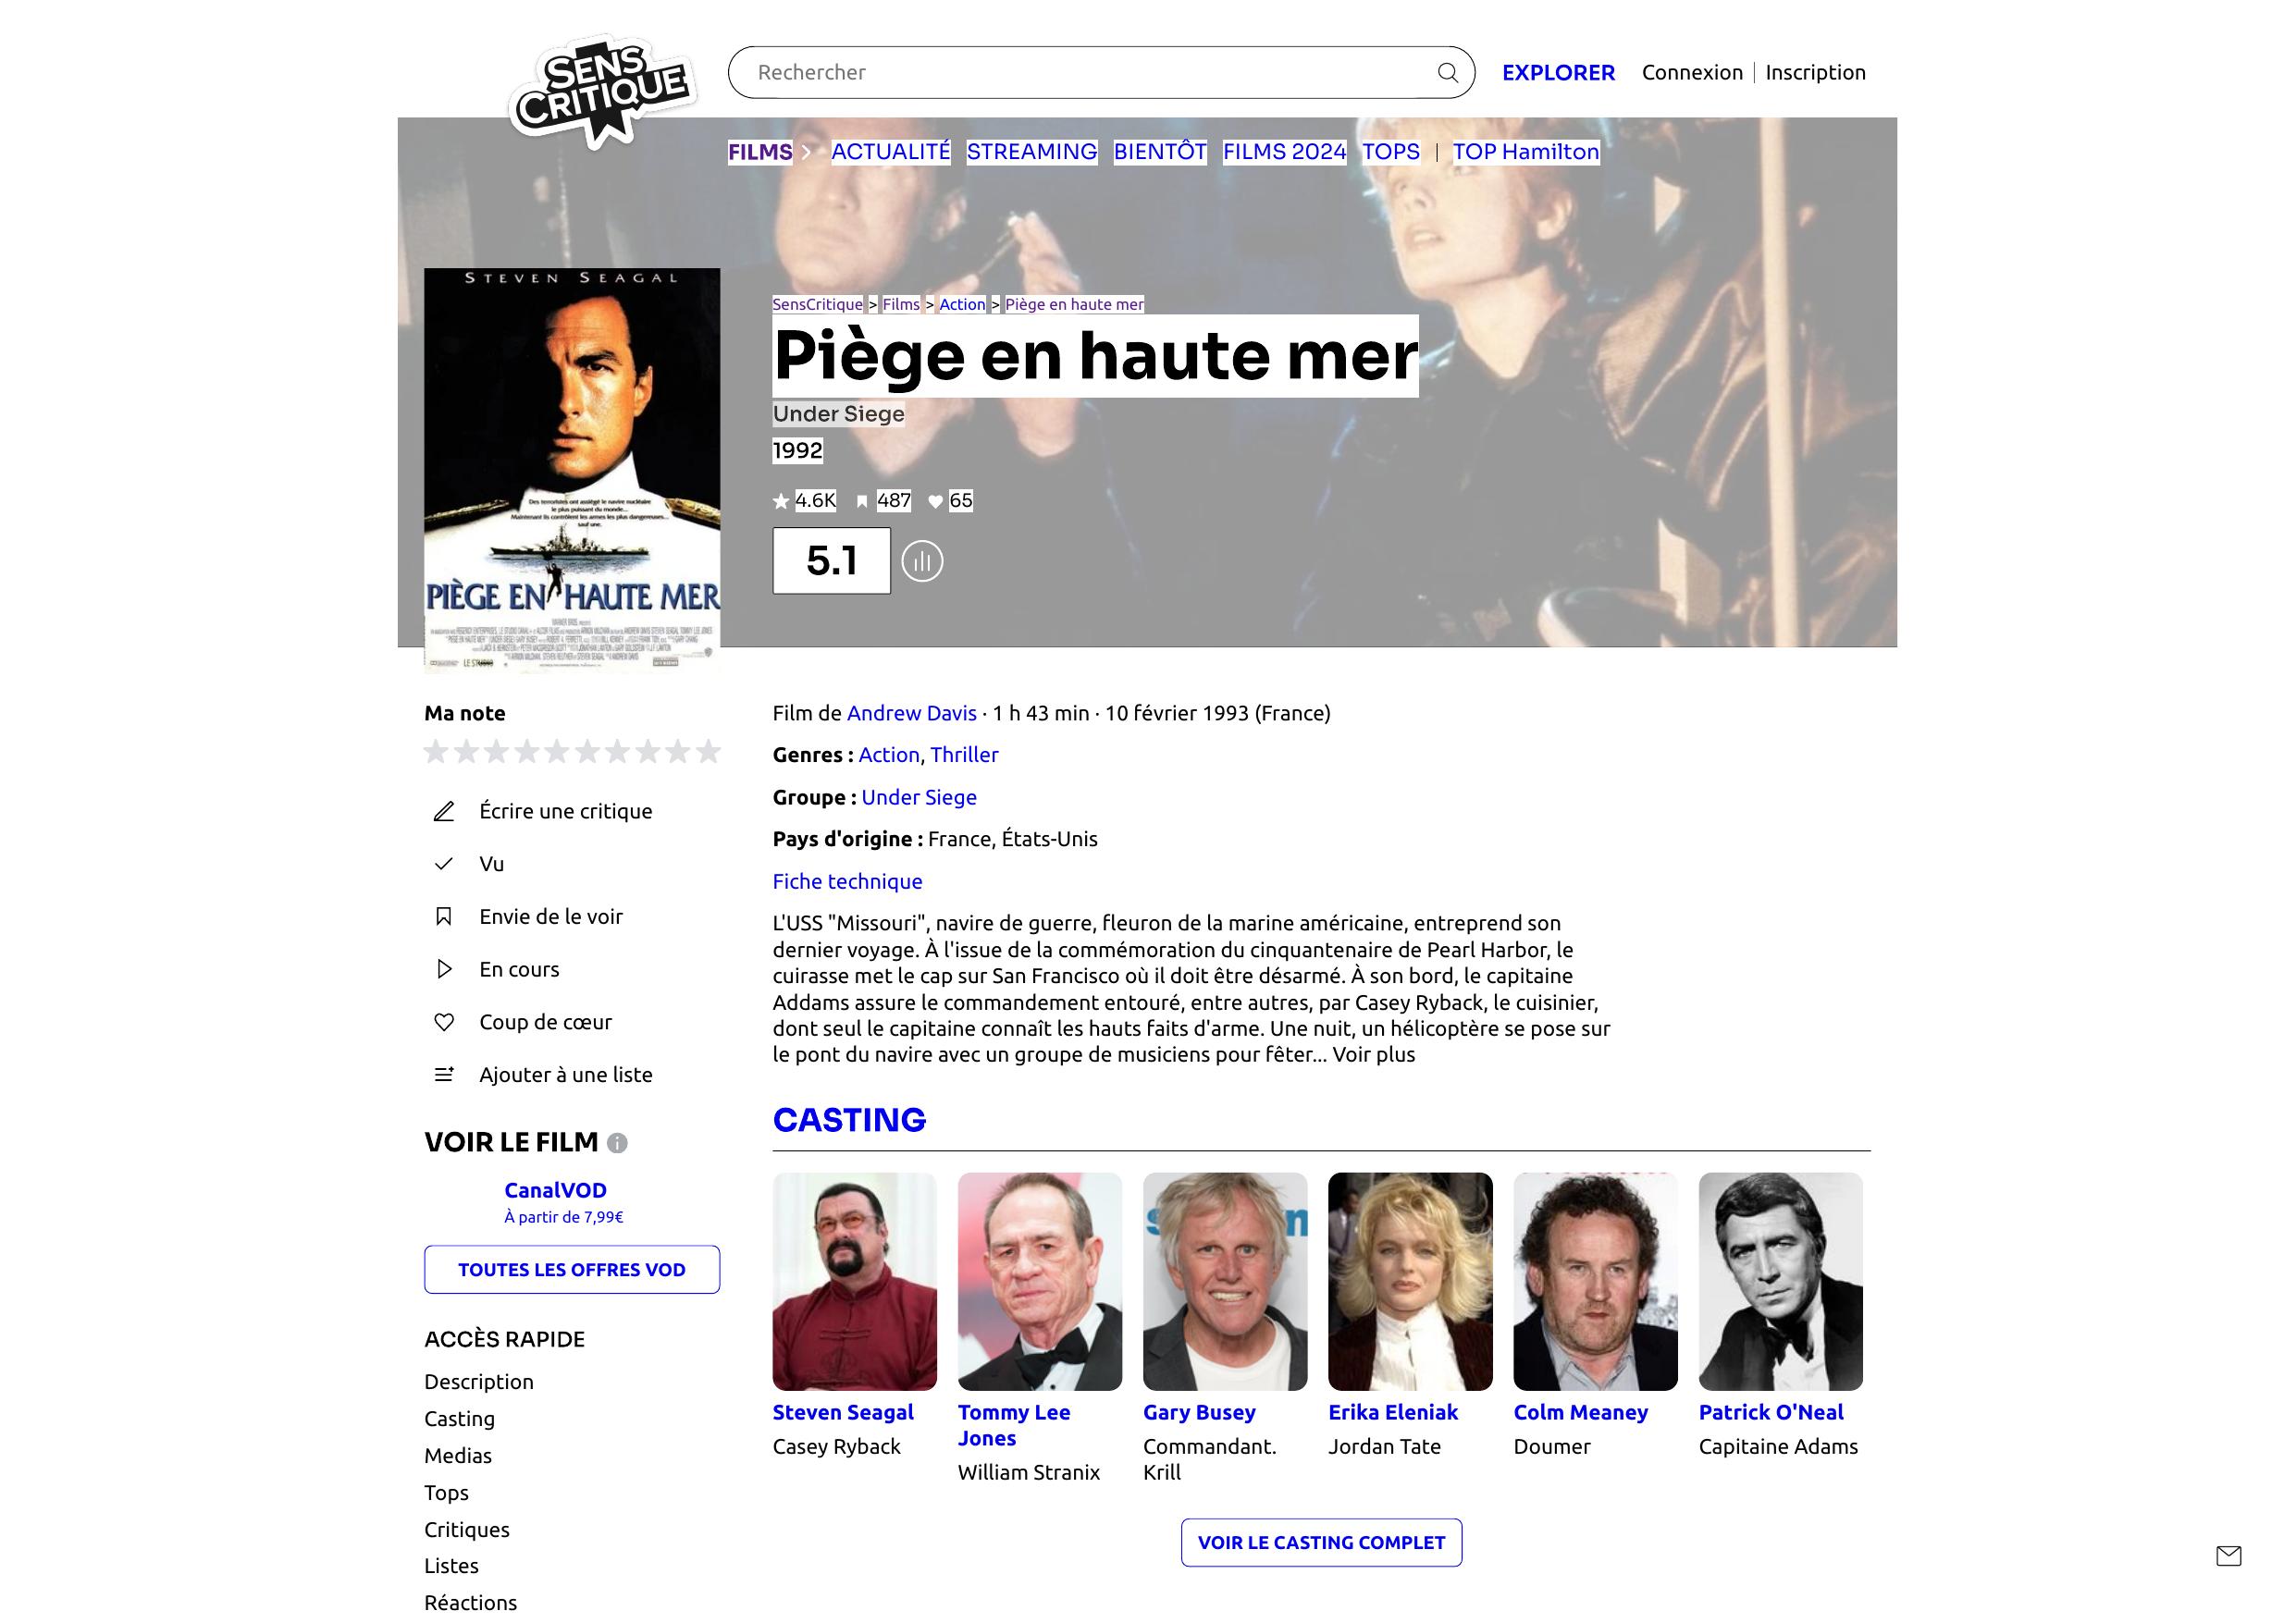 SENS
CRITIQUE
Rechercher
EXPLORER
Connexion
Inscription
FILMS
ACTUALITÉ
STREAMING
BIENTÔT
FILMS 2024
TOPS
TOP Hamilton
STEVEN SEAGAL
Des terroristes ont assiégé le navire nucléaire
le plus puissant du monde...
Maintenant ils contrôlent les armes les plus dangereuses...
sauf une.
PIÈGE EN HAUTE MER
SensCritique > Films > Action > Piège en haute mer
Piège en haute mer
Under Siege
1992
4.6K
487
65
5.1
Ma note
Écrire une critique
Vu
Envie de le voir
En cours
Coup de cœur
Ajouter à une liste
VOIR LE FILM
CanalVOD
À partir de 7,99€
TOUTES LES OFFRES VOD
ACCÈS RAPIDE
Description
Casting
Medias
Tops
Critiques
Listes
Réactions
Film de Andrew Davis · 1 h 43 min · 10 février 1993 (France)
Genres : Action, Thriller
Groupe : Under Siege
Pays d'origine : France, États-Unis
Fiche technique
L'USS "Missouri", navire de guerre, fleuron de la marine américaine, entreprend son
dernier voyage. À l'issue de la commémoration du cinquantenaire de Pearl Harbor, le
cuirasse met le cap sur San Francisco où il doit être désarmé. À son bord, le capitaine
Addams assure le commandement entouré, entre autres, par Casey Ryback, le cuisinier,
dont seul le capitaine connaît les hauts faits d'arme. Une nuit, un hélicoptère se pose sur
le pont du navire avec un groupe de musiciens pour fêter... Voir plus
CASTING
Steven Seagal
Casey Ryback
Tommy Lee
Jones
William Stranix
Gary Busey
Commandant.
Krill
Erika Eleniak
Jordan Tate
Colm Meaney
Doumer
Patrick O'Neal
Capitaine Adams
VOIR LE CASTING COMPLET